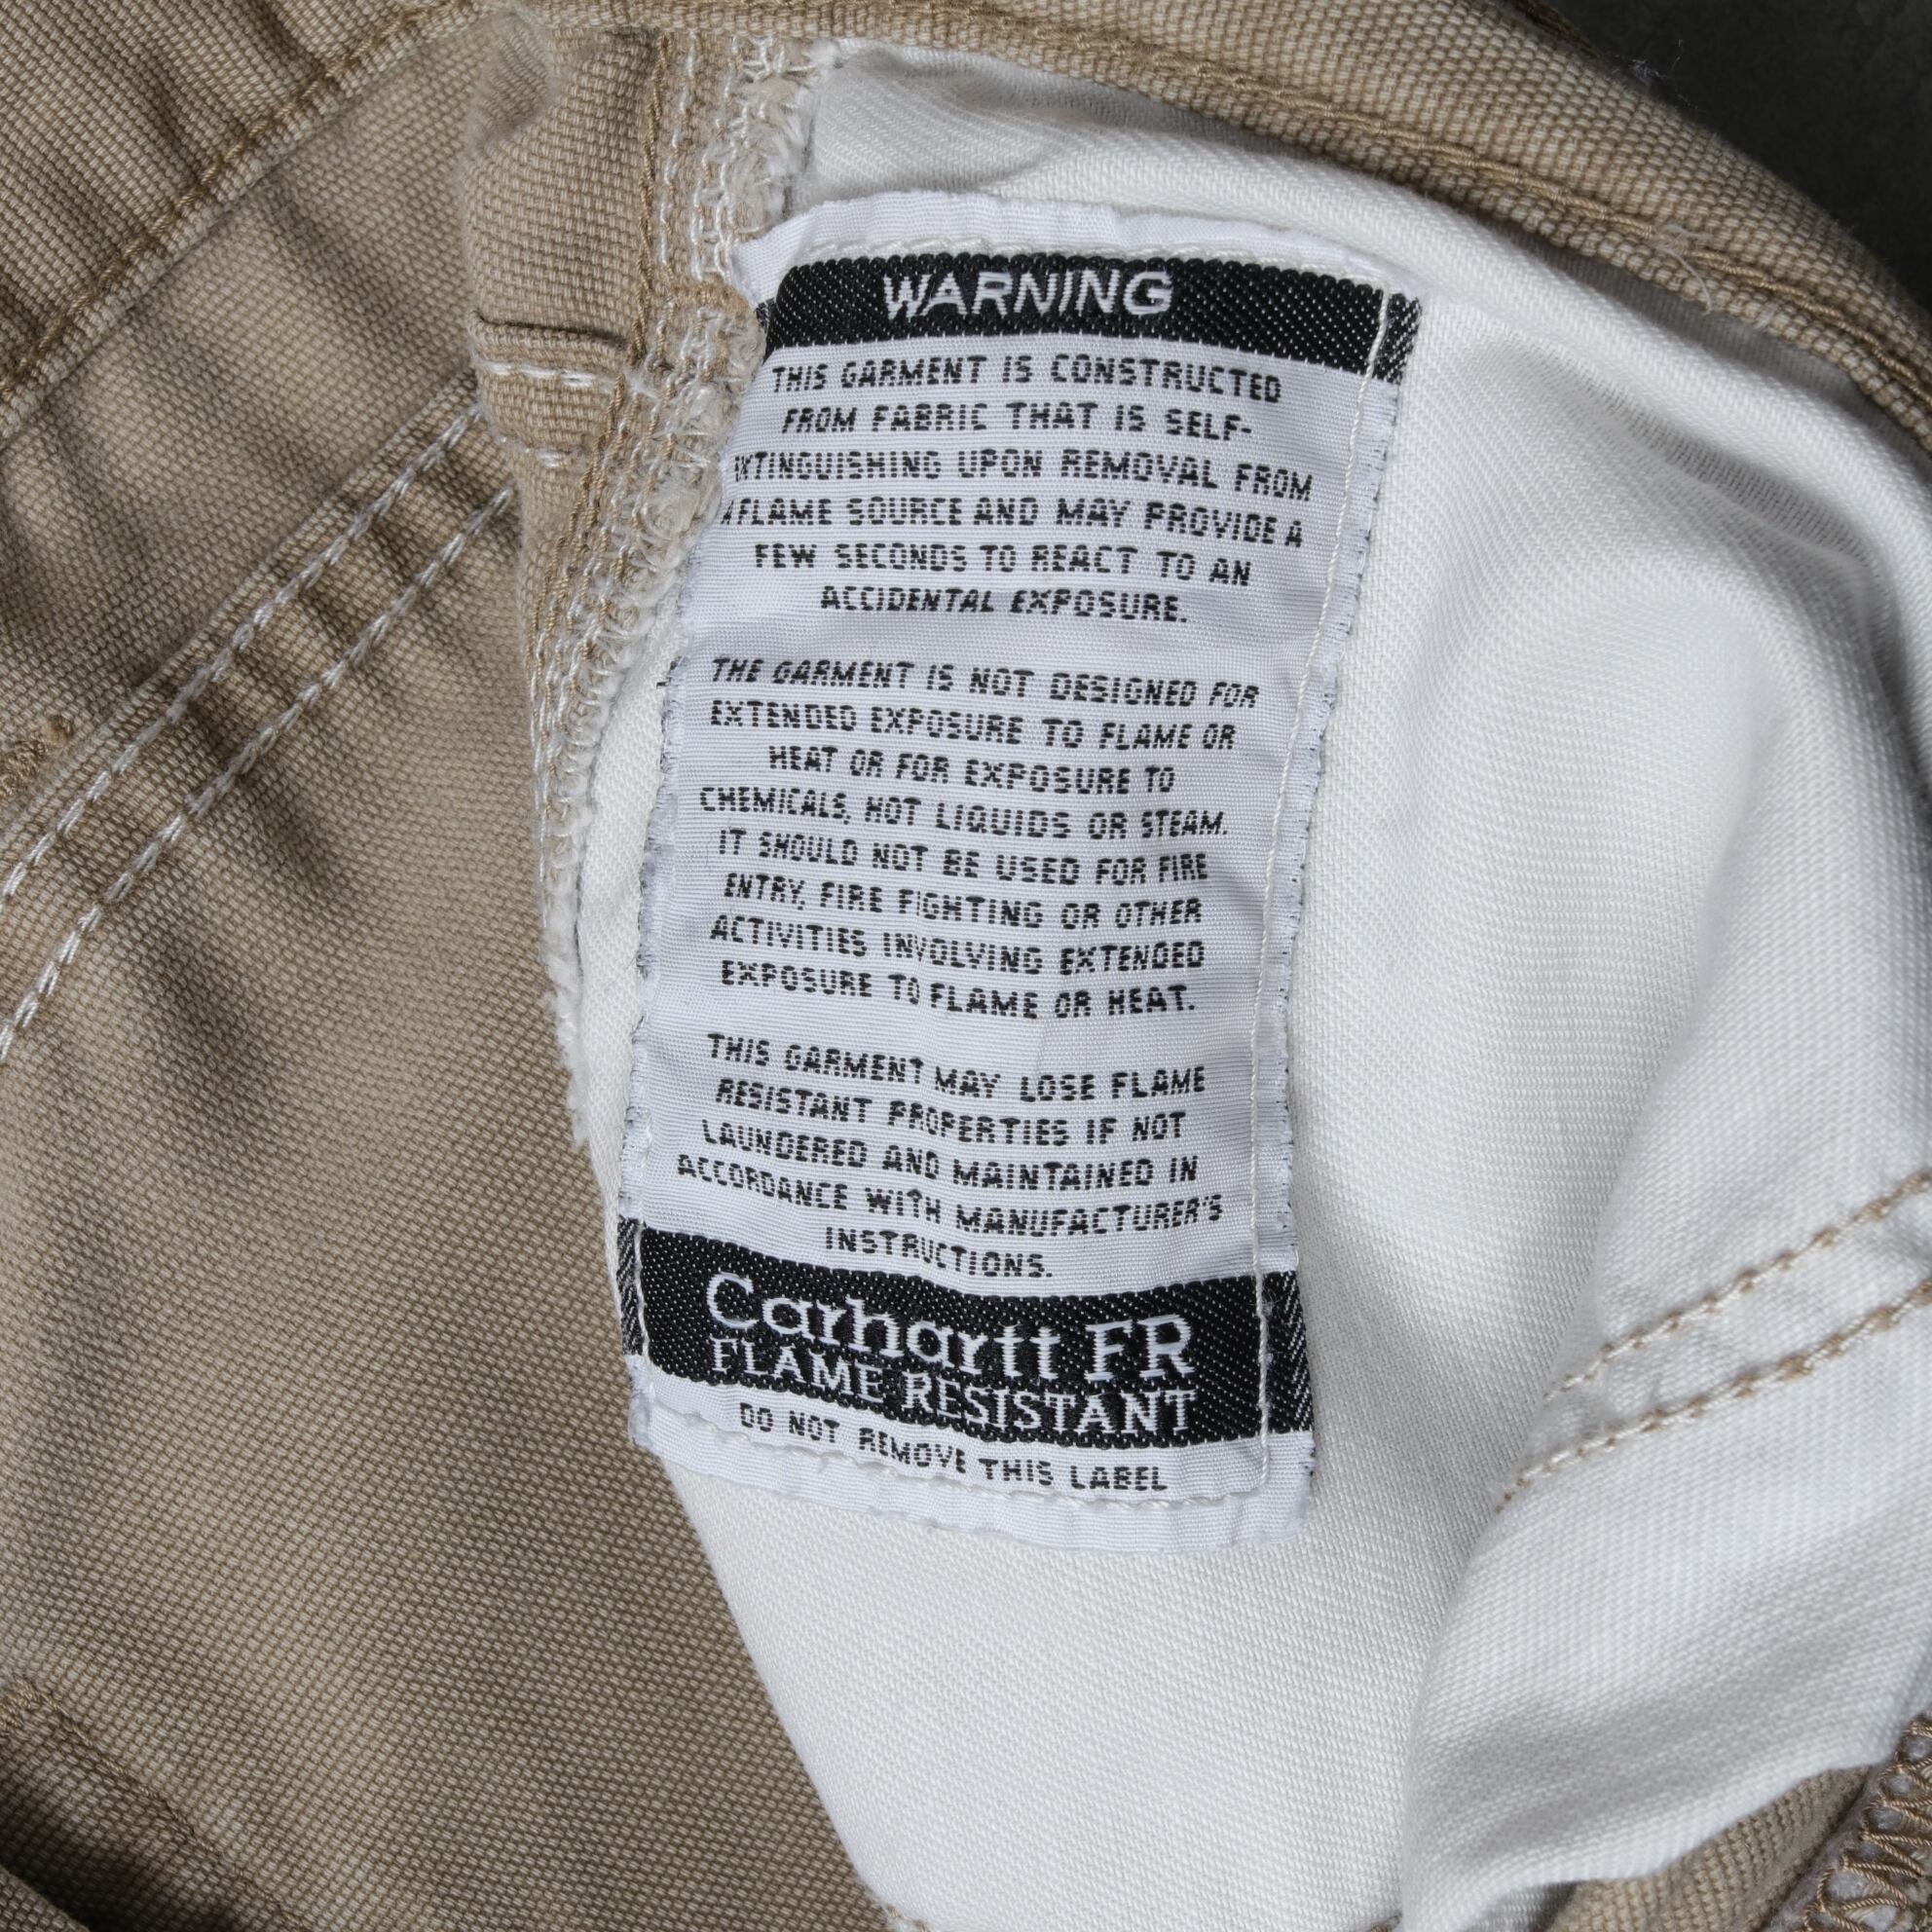 WARNING
THIS GARMENT IS CONSTRUCTED
FROM FABRIC THAT IS SELF-
EXTINGUISHING UPON REMOVAL FROM
A FLAME SOURCE AND MAY PROVIDE A
FEW SECONDS TO REACT TO AN
ACCIDENTAL EXPOSURE.
THE GARMENT IS NOT DESIGNED FOR
EXTENDED EXPOSURE TO FLAME OR
HEAT OR FOR EXPOSURE TO
CHEMICALS, HOT LIQUIDS OR STEAM.
IT SHOULD NOT BE USED FOR FIRE
ENTRY, FIRE FIGHTING OR OTHER
ACTIVITIES INVOLVING EXTENDED
EXPOSURE TO FLAME OR HEAT.
THIS GARMENT MAY LOSE FLAME
RESISTANT PROPERTIES IF NOT
LAUNDERED AND MAINTAINED IN
ACCORDANCE WITH MANUFACTURER'S
INSTRUCTIONS.
Carhartt FR
FLAME RESISTANT
DO NOT REMOVE THIS LABEL